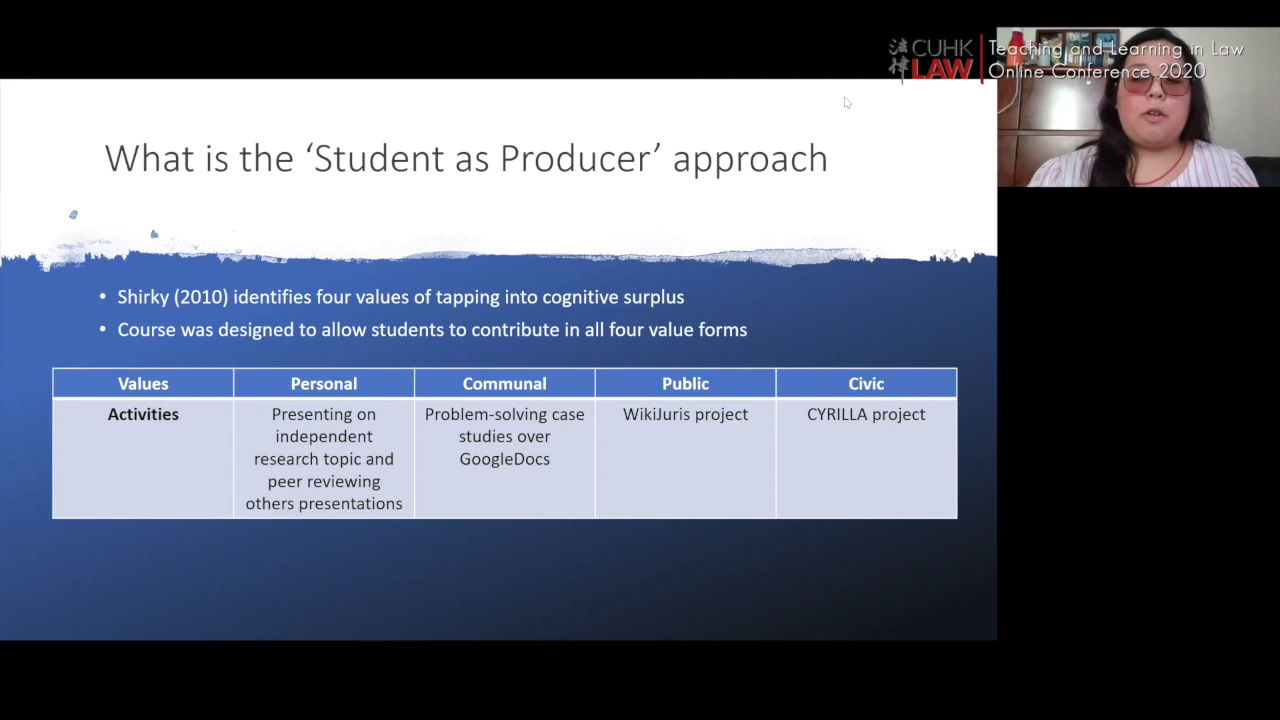 法律 CUHK LAW
Teaching and Learning in Law
Online Conference 2020
What is the ‘Student as Producer’ approach
• Shirky (2010) identifies four values of tapping into cognitive surplus
• Course was designed to allow students to contribute in all four value forms
Values Personal Communal Public Civic
Activities
Presenting on
independent
research topic and
peer reviewing
others presentations
Problem-solving case
studies over
GoogleDocs
WikiJuris project
CYRILLA project